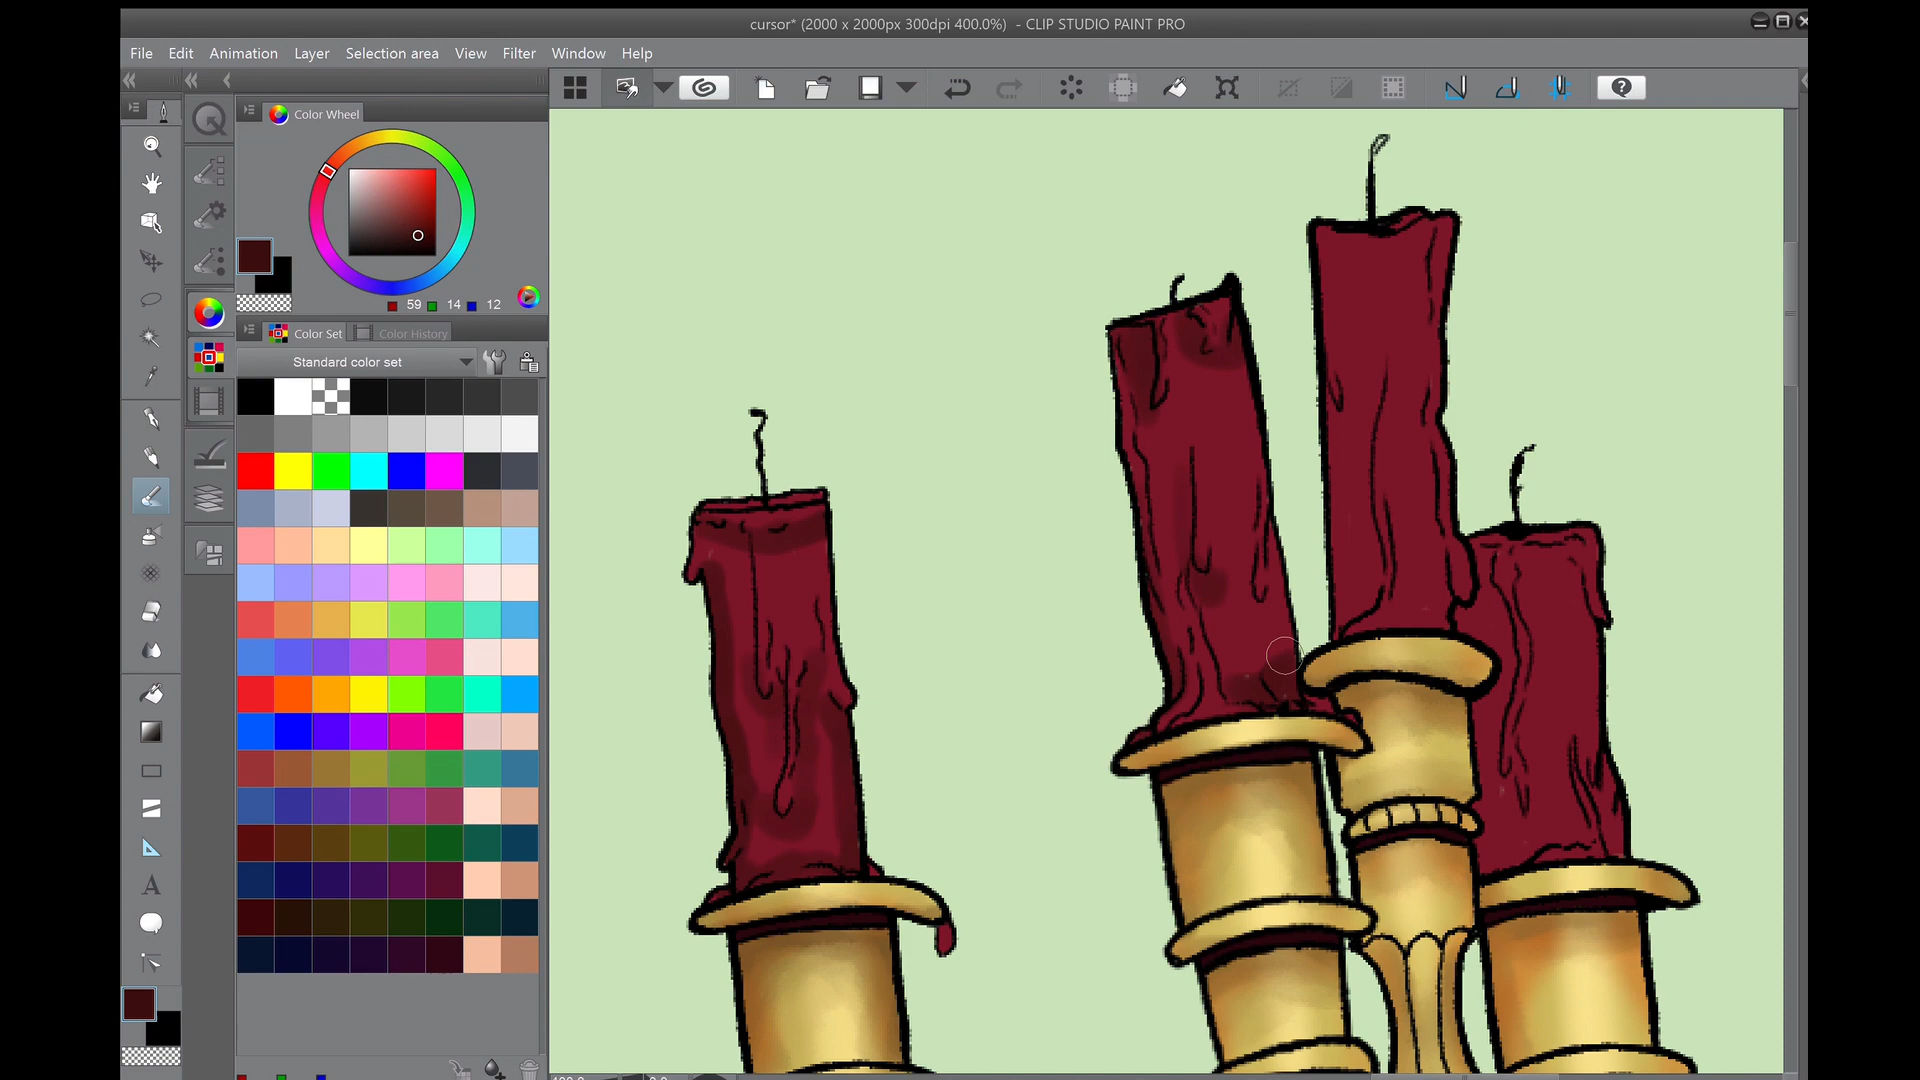 cursor* (2000 x 2000px 300dpi 400.0%) - CLIP STUDIO PAINT PRO
File Edit Animation Layer Selection area View Filter Window Help
Color Wheel
59 14 12
Color Set Color History
Standard color set